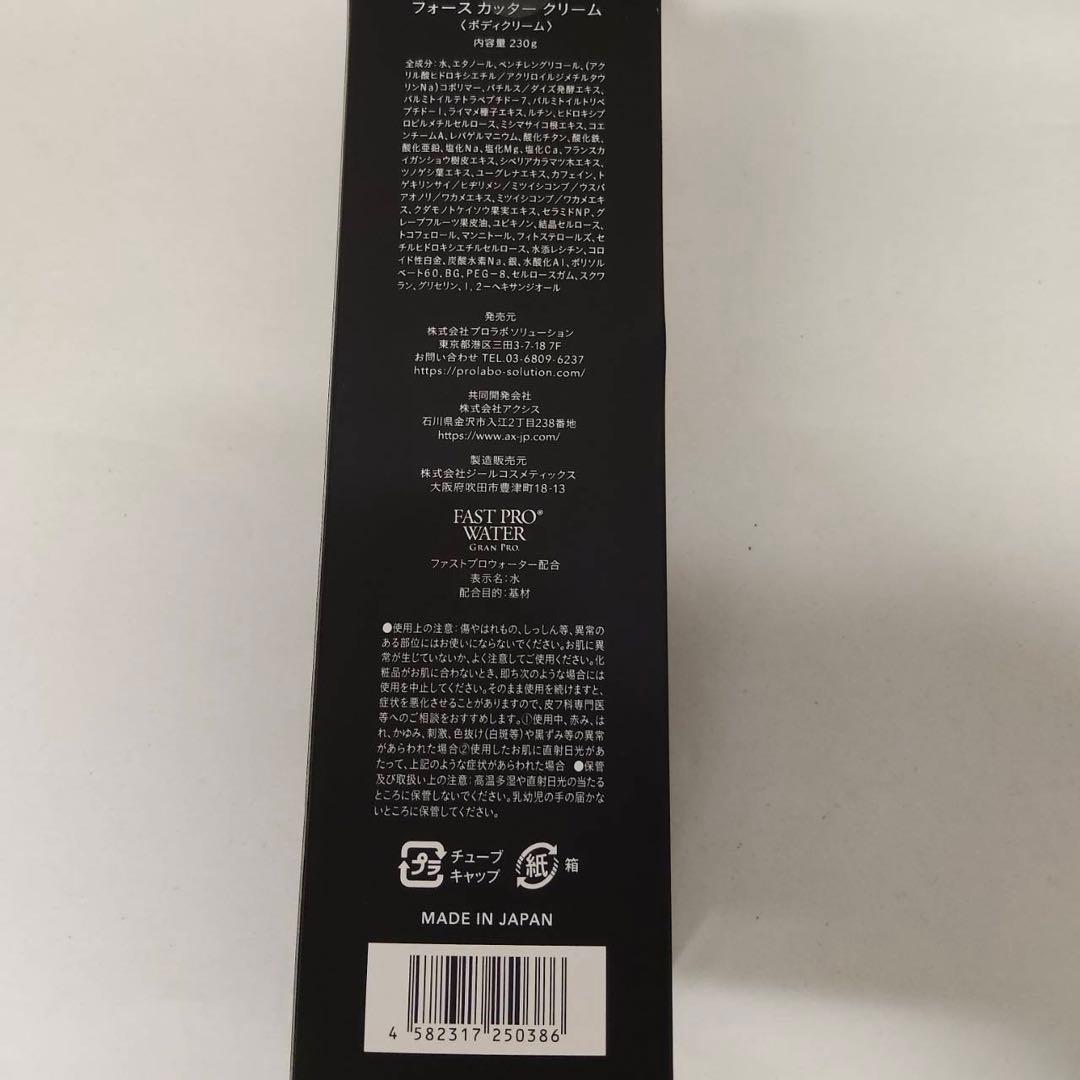 フォース カッター クリーム
〈ボディクリーム〉
内容量 230g
全成分：水、エタノール、ペンチレングリコール、(アク
リル酸ヒドロキシエチル／アクリロイルジメチルタウ
リンNa)コポリマー、バチルス／ダイズ発酵エキス、
パルミトイルテトラペプチド-7、パルミトイルトリペ
プチド-1、ライマメ種子エキス、ルチン、ヒドロキシプ
ロピルメチルセルロース、ミシマサイコ根エキス、コエ
ンチームA、レパゲルマニウム、酸化チタン、酸化鉄、
酸化亜鉛、塩化Na、塩化Mg、塩化Ca、フランスカ
イガンショウ樹皮エキス、シベリアカラマツ木エキス、
ツノゲシ葉エキス、ユーグレナエキス、カフェイン、ト
ゲキリンサイ／ヒヂリメン／ミツイシコンブ／ウスバ
アオノリ／ワカメエキス、ミツイシコンブ／ワカメエキ
ス、クダモノトケイソウ果実エキス、セラミドNP、グ
レープフルーツ果皮油、ユビキノン、結晶セルロース、
トコフェロール、マンニトール、フィトステロールズ、セ
チルヒドロキシエチルセルロース、水添レシチン、コロ
イド性白金、炭酸水素Na、銀、水酸化Al、ポリソル
ベート60、BG、PEG-8、セルロースガム、スクワ
ラン、グリセリン、1,2-ヘキサンジオール
発売元
株式会社プロラボソリューション
東京都港区三田3-7-18 7F
お問い合わせ TEL.03-6809-6237
https://prolabo-solution.com/
共同開発会社
株式会社アクシス
石川県金沢市入江2丁目238番地
https://www.ax-jp.com/
製造販売元
株式会社ジールコスメティックス
大阪府吹田市豊津町18-13
FAST PRO®
WATER
GRAN PRO.
ファストプロウォーター配合
表示名：水
配合目的：基材
●使用上の注意：傷やはれもの、しっしん等、異常の
ある部位にはお使いにならないでください。お肌に異
常が生じていないか、よく注意してご使用ください。化
粧品がお肌に合わないとき、即ち次のような場合には
使用を中止してください。そのまま使用を続けますと、
症状を悪化させることがありますので、皮フ科専門医
等へのご相談をおすすめします。①使用中、赤み、は
れ、かゆみ、刺激、色抜け(白斑等)や黒ずみ等の異常
があらわれた場合②使用したお肌に直射日光があ
たって、上記のような症状があらわれた場合 ●保管
及び取扱い上の注意：高温多湿や直射日光の当たる
ところに保管しないでください。乳幼児の手の届かな
いところに保管してください。
プラ チューブ
キャップ
紙 箱
MADE IN JAPAN
4 582317 250386